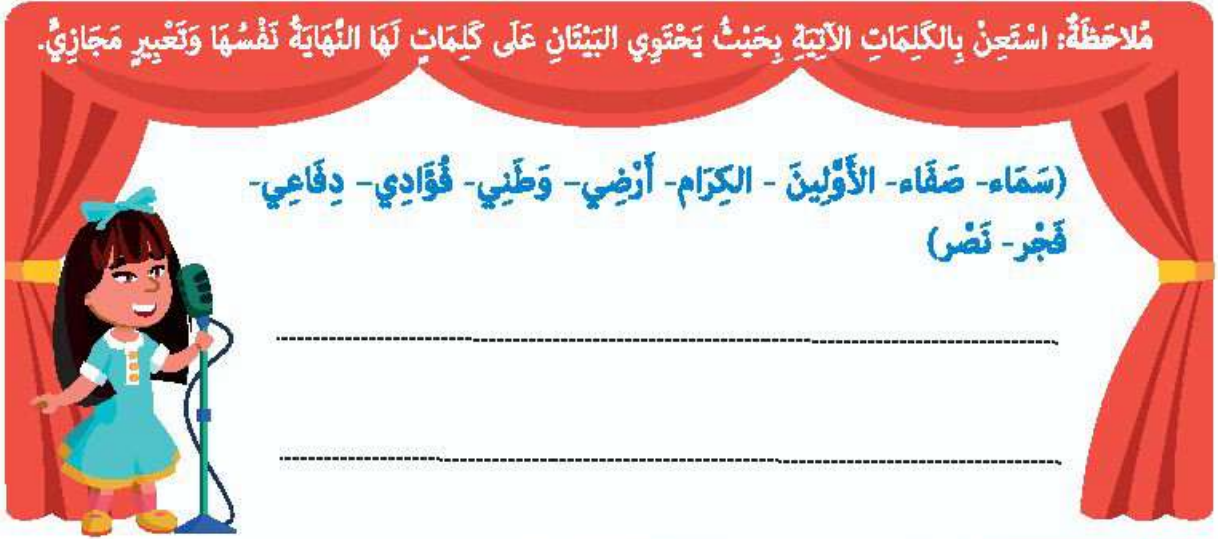 مُلاحَظَةٌ: اسْتَعِنْ بِالكَلِمَاتِ الآتِيَةِ بِحَيْثُ يَحْتَوِي البَيْتَانِ عَلَى كَلِمَاتٍ لَهَا النِّهَايَةُ نَفْسُهَا وَتَعْبِيرٍ مَجَازِيٍّ.
(سَمَاء- صَفَاء- الأَوَّلِينَ - الكِرَام- أَرْضِي- وَطَنِي- فُؤَادِي- دِفَاعِي-
فَجْر- نَصْر)